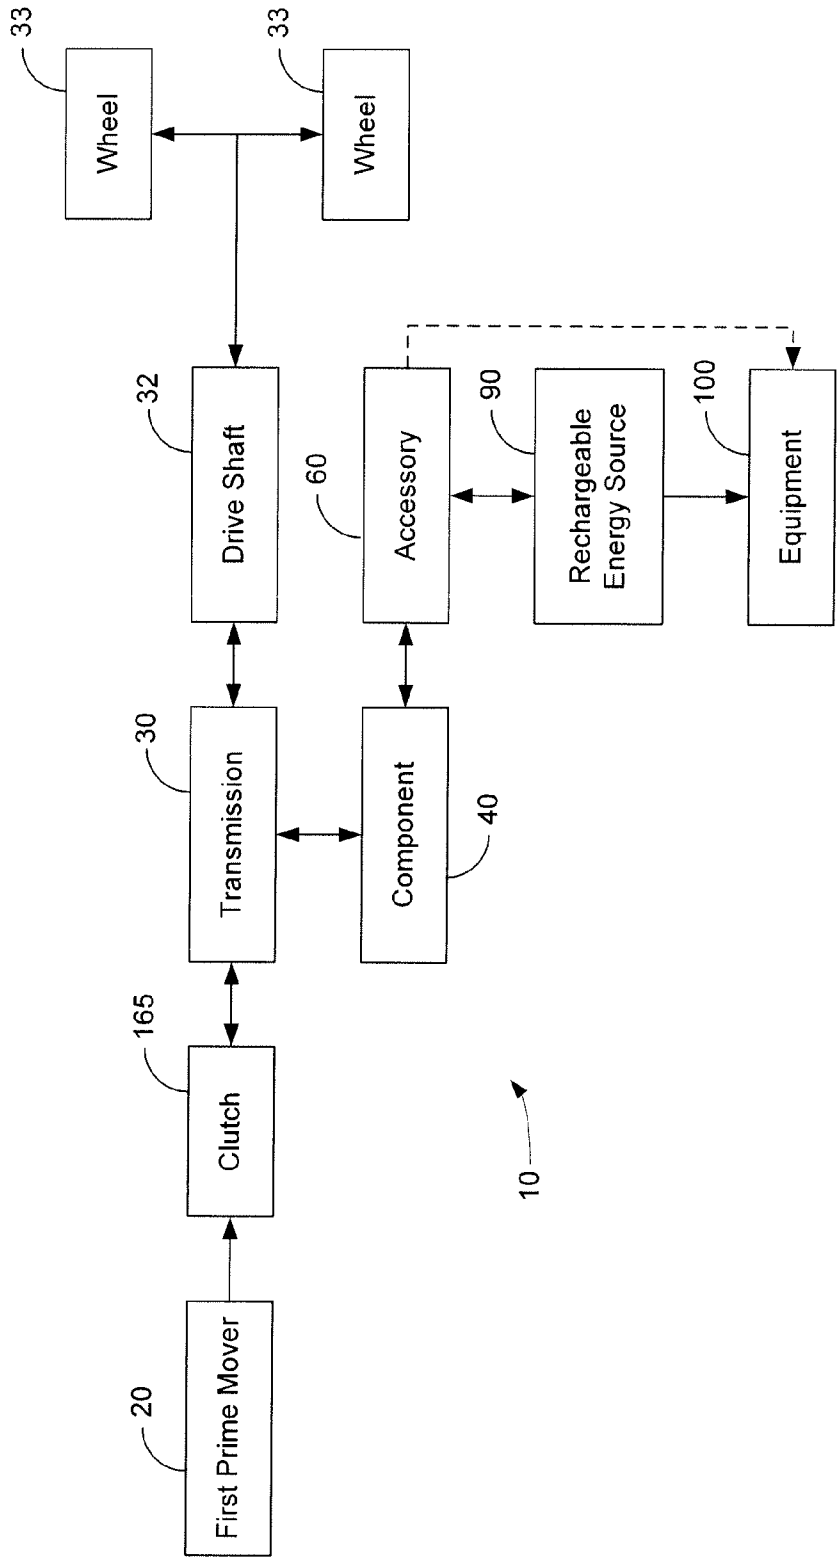 20
First Prime Mover
165
Clutch
30
Transmission
32
Drive Shaft
33
Wheel
33
Wheel
40
Component
60
Accessory
90
Rechargeable
Energy Source
100
Equipment
10